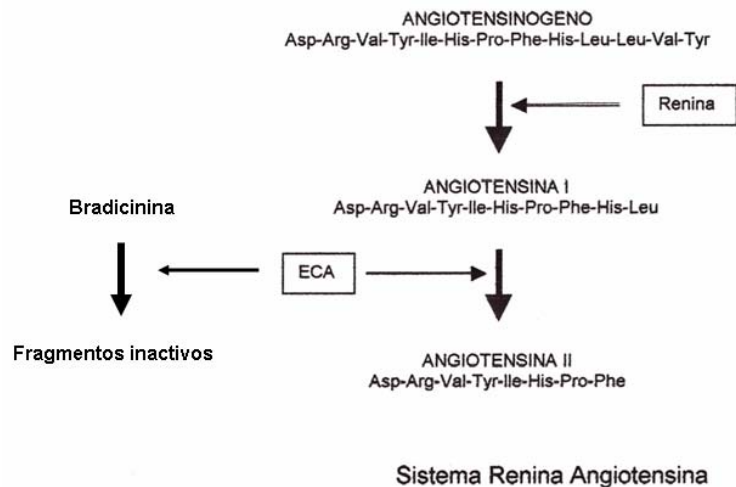 ANGIOTENSINOGENO
Asp-Arg-Val-Tyr-Ile-His-Pro-Phe-His-Leu-Leu-Val-Tyr
Renina
ANGIOTENSINA I
Asp-Arg-Val-Tyr-Ile-His-Pro-Phe-His-Leu
Bradicinina
ECA
Fragmentos inactivos
ANGIOTENSINA II
Asp-Arg-Val-Tyr-Ile-His-Pro-Phe
Sistema Renina Angiotensina